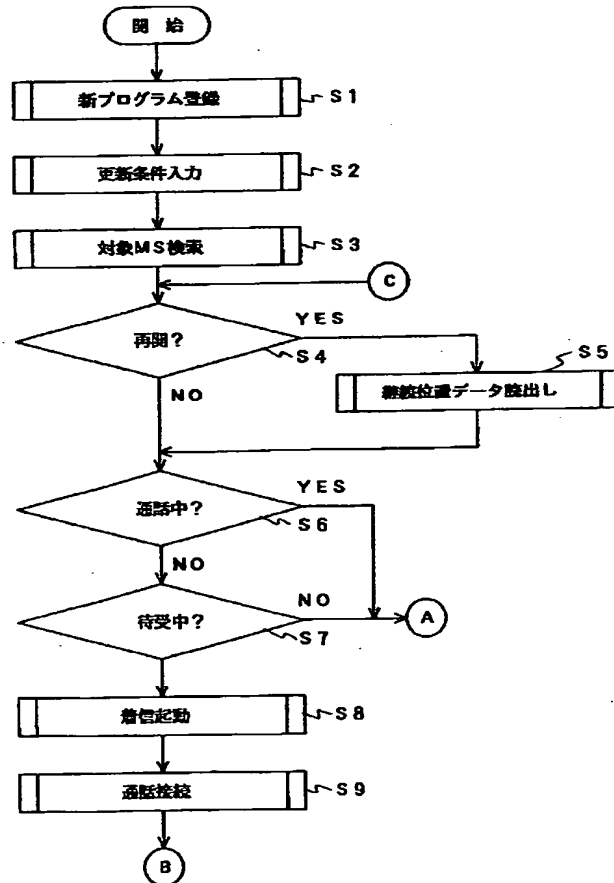 開始
新プログラム登録
S1
更新条件入力
S2
対象MS検索
S3
C
再開?
YES
S4
NO
S5
継続位置データ読出し
通話中?
YES
S6
NO
待受中?
NO
S7
A
着信起動
S8
通話接続
S9
B